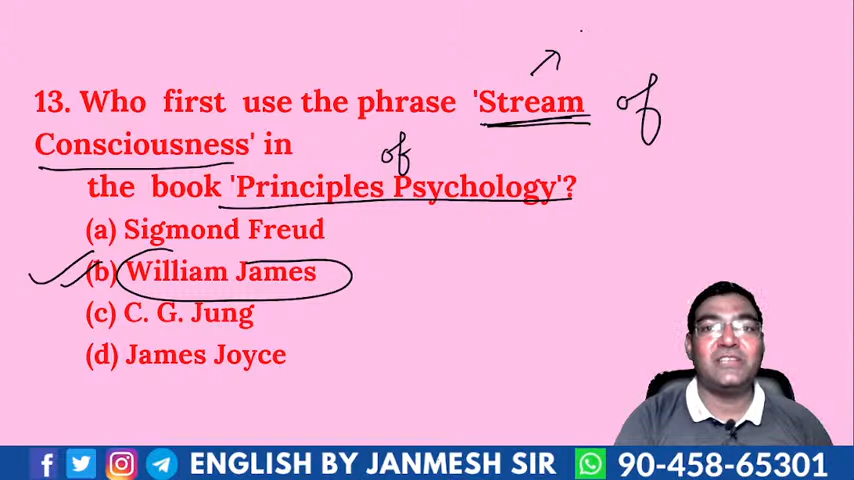 13. Who first use the phrase 'Stream of
Consciousness' in
of
the book 'Principles Psychology'?
(a) Sigmond Freud
(b) William James
(c) C. G. Jung
(d) James Joyce
f ENGLISH BY JANMESH SIR 90-458-65301